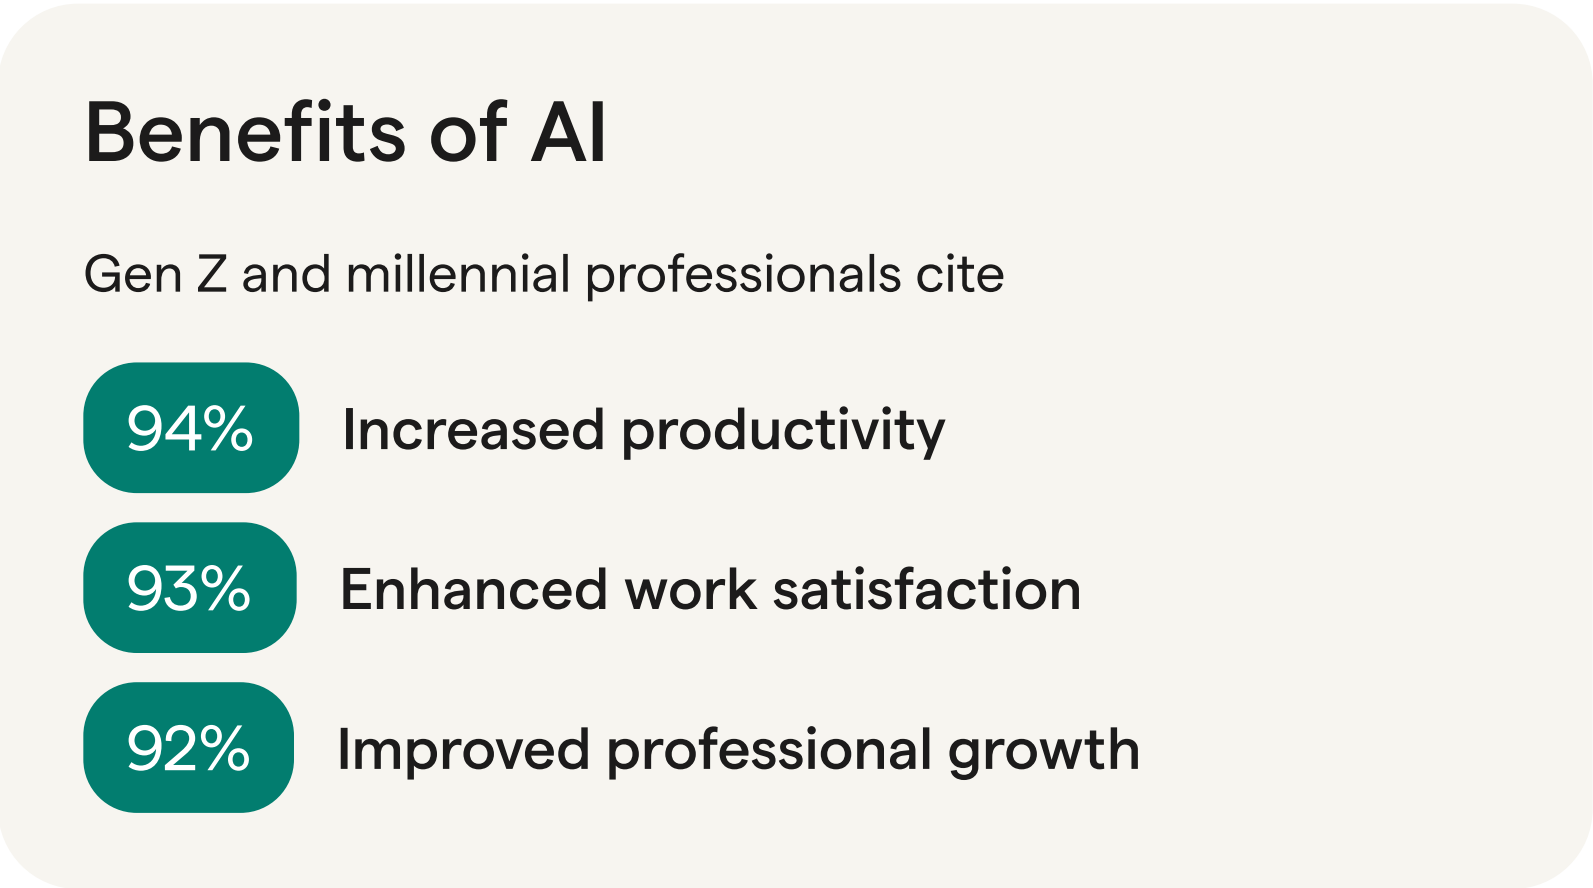 Benefits of AI
Gen Z and millennial professionals cite
94% Increased productivity
93% Enhanced work satisfaction
92% Improved professional growth